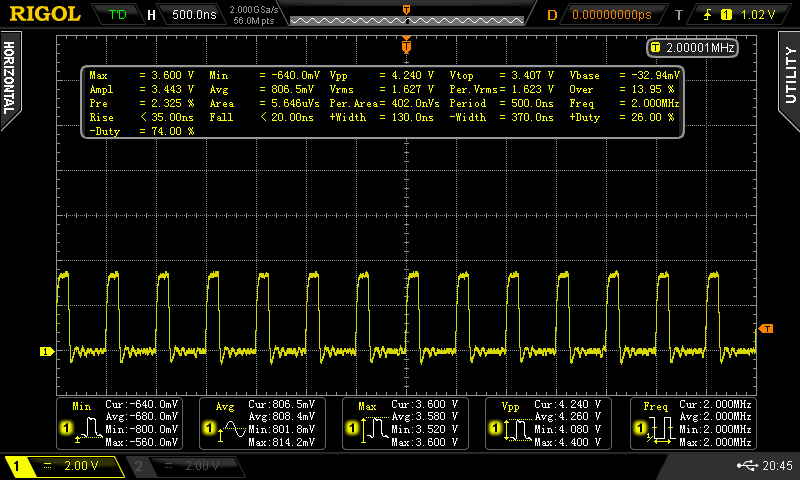 RIGOL T'D H 500.0ns 2.000GSa/s D 0.00000000ps T 1 1.02 V
56.0M pts
T
T 2.00001MHz
HORIZONTAL
UTILITY
Max = 3.600 V Min = -640.0mV Vpp = 4.240 V Vtop = 3.407 V Vbase = -32.94mV
Ampl = 3.443 V Avg = 806.5mV Vrms = 1.627 V Per.Vrms= 1.623 V Over = 13.95 %
Pre = 2.325 % Area = 5.646uVs Per.Area= 402.0nVs Period = 500.0ns Freq = 2.000MHz
Rise < 35.00ns Fall < 20.00ns +Width = 130.0ns -Width = 370.0ns +Duty = 26.00 %
-Duty = 74.00 %
T
1
Min Cur:-640.0mV
Avg:-680.0mV
1 Min:-800.0mV
Max:-560.0mV
Avg Cur:806.5mV
Avg:808.4mV
1 Min:801.8mV
Max:814.2mV
Max Cur:3.600 V
Avg:3.580 V
1 Min:3.520 V
Max:3.600 V
Vpp Cur:4.240 V
Avg:4.260 V
1 Min:4.080 V
Max:4.400 V
Freq Cur:2.000MHz
Avg:2.000MHz
1 Min:2.000MHz
Max:2.000MHz
1 = 2.00 V 2 = 2.00 V 20:45